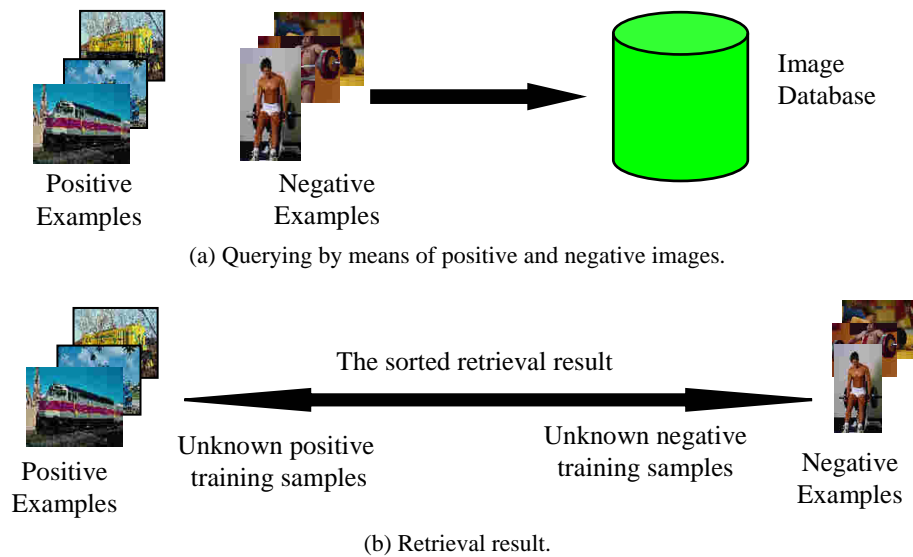 Image
Database
Positive
Examples
Negative
Examples
(a) Querying by means of positive and negative images.
The sorted retrieval result
Unknown positive
training samples
Unknown negative
training samples
Positive
Examples
Negative
Examples
(b) Retrieval result.